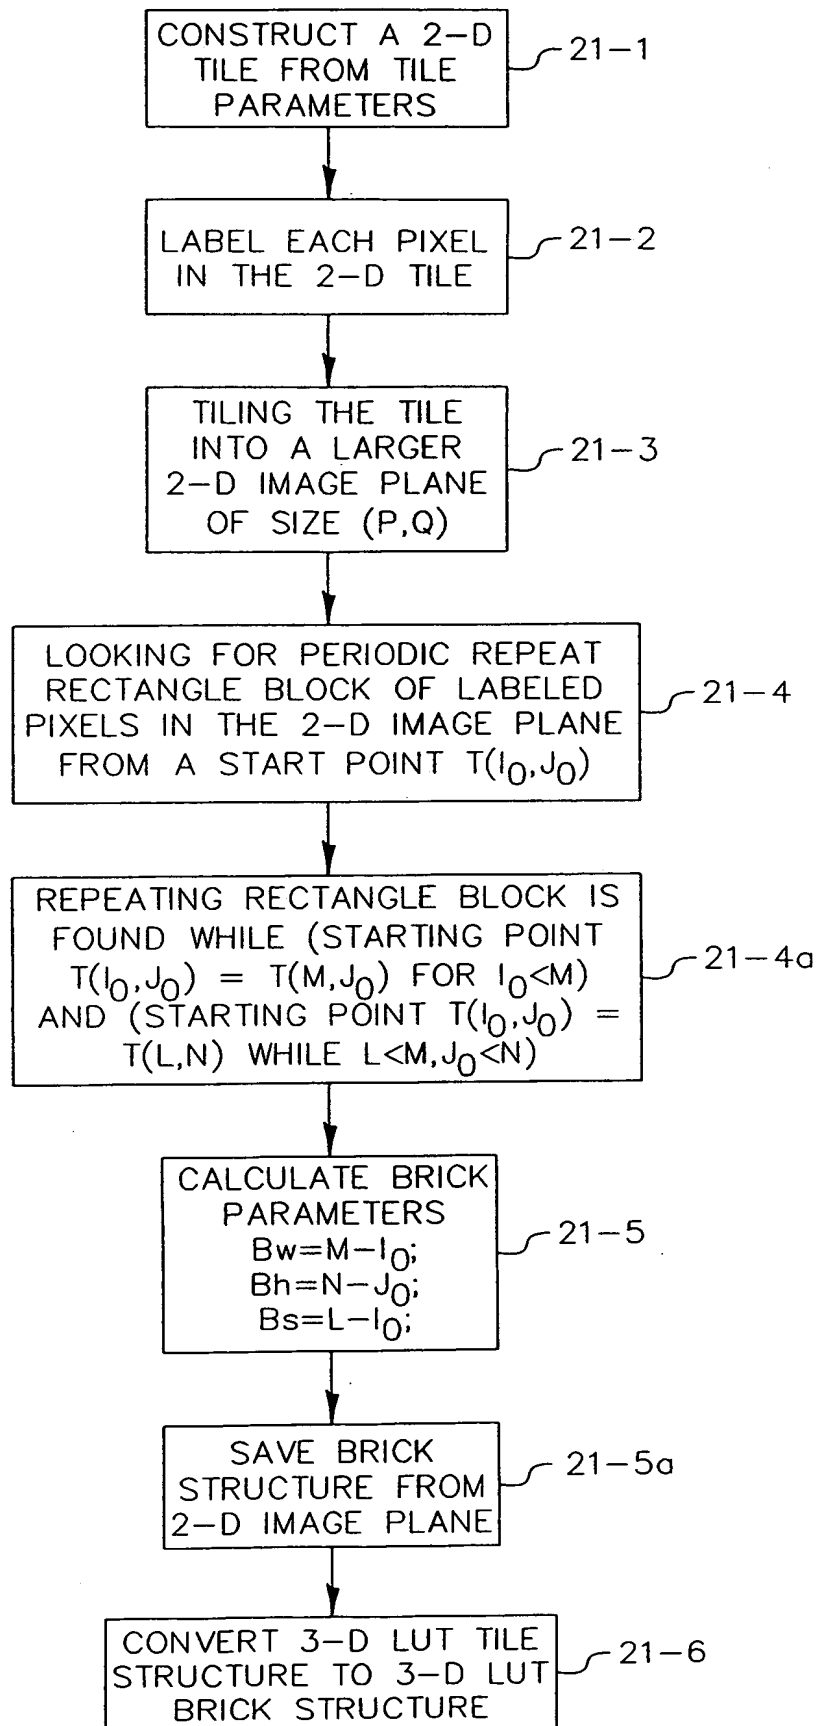 CONSTRUCT A 2-D
TILE FROM TILE
PARAMETERS
21-1
LABEL EACH PIXEL
IN THE 2-D TILE
21-2
TILING THE TILE
INTO A LARGER
2-D IMAGE PLANE
OF SIZE (P,Q)
21-3
LOOKING FOR PERIODIC REPEAT
RECTANGLE BLOCK OF LABELED
PIXELS IN THE 2-D IMAGE PLANE
FROM A START POINT T(I0,J0)
21-4
REPEATING RECTANGLE BLOCK IS
FOUND WHILE (STARTING POINT
T(I0,J0) = T(M,J0) FOR I0<M)
AND (STARTING POINT T(I0,J0) =
T(L,N) WHILE L<M,J0<N)
21-4a
CALCULATE BRICK
PARAMETERS
Bw=M-I0;
Bh=N-J0;
Bs=L-I0;
21-5
SAVE BRICK
STRUCTURE FROM
2-D IMAGE PLANE
21-5a
CONVERT 3-D LUT TILE
STRUCTURE TO 3-D LUT
BRICK STRUCTURE
21-6